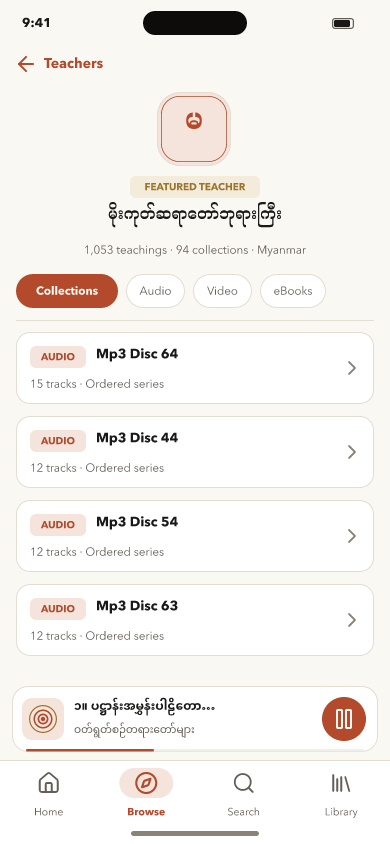 9:41
Teachers
FEATURED TEACHER
မိုးကုတ်ဆရာတော်ဘုရားကြီး
1,053 teachings · 94 collections · Myanmar
Collections
Audio
Video
eBooks
AUDIO Mp3 Disc 64
15 tracks · Ordered series
AUDIO Mp3 Disc 44
12 tracks · Ordered series
AUDIO Mp3 Disc 54
12 tracks · Ordered series
AUDIO Mp3 Disc 63
12 tracks · Ordered series
၁။ ပဋ္ဌာန်းအမွှန်းပါဠိတော...
ဝတ်ရွတ်စဉ်တရားတော်များ
Home
Browse
Search
Library